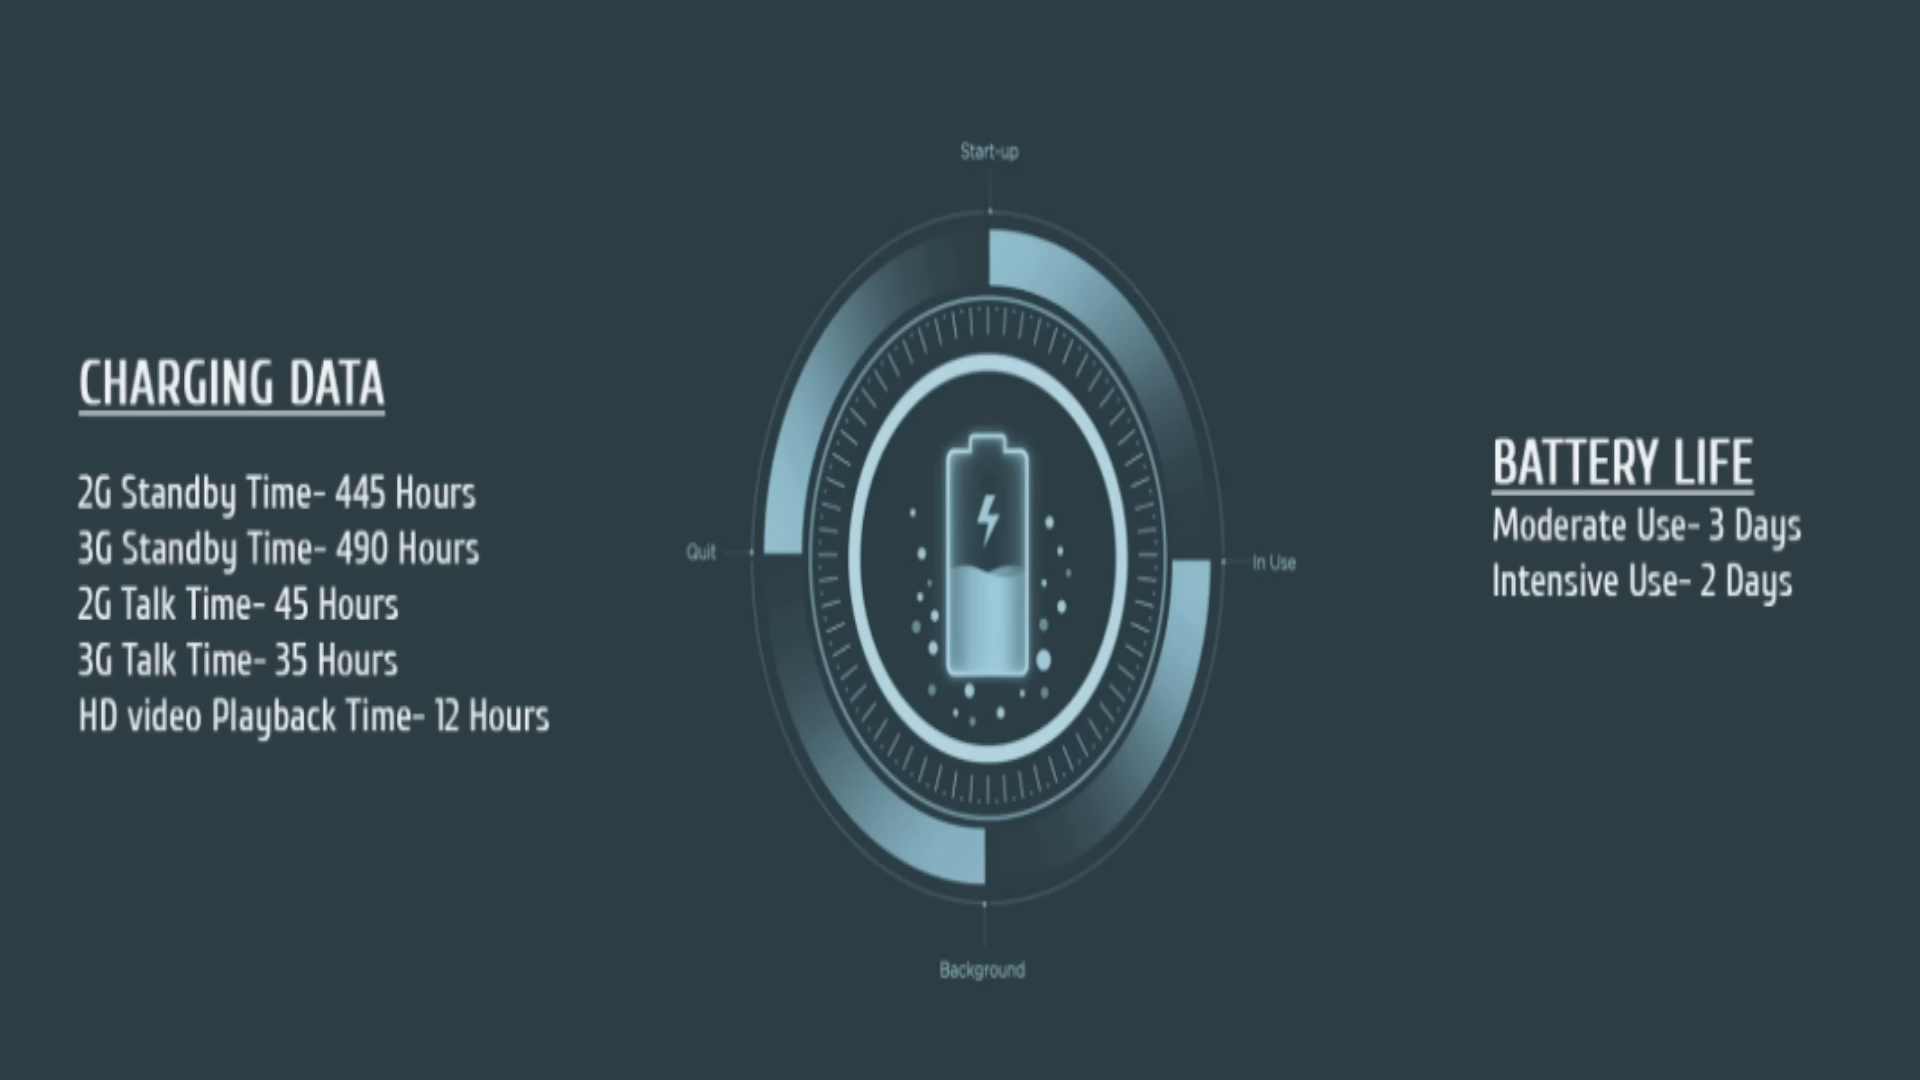 CHARGING DATA
2G Standby Time- 445 Hours
3G Standby Time- 490 Hours
2G Talk Time- 45 Hours
3G Talk Time- 35 Hours
HD video Playback Time- 12 Hours
Start-up
Quit
In Use
Background
BATTERY LIFE
Moderate Use- 3 Days
Intensive Use- 2 Days